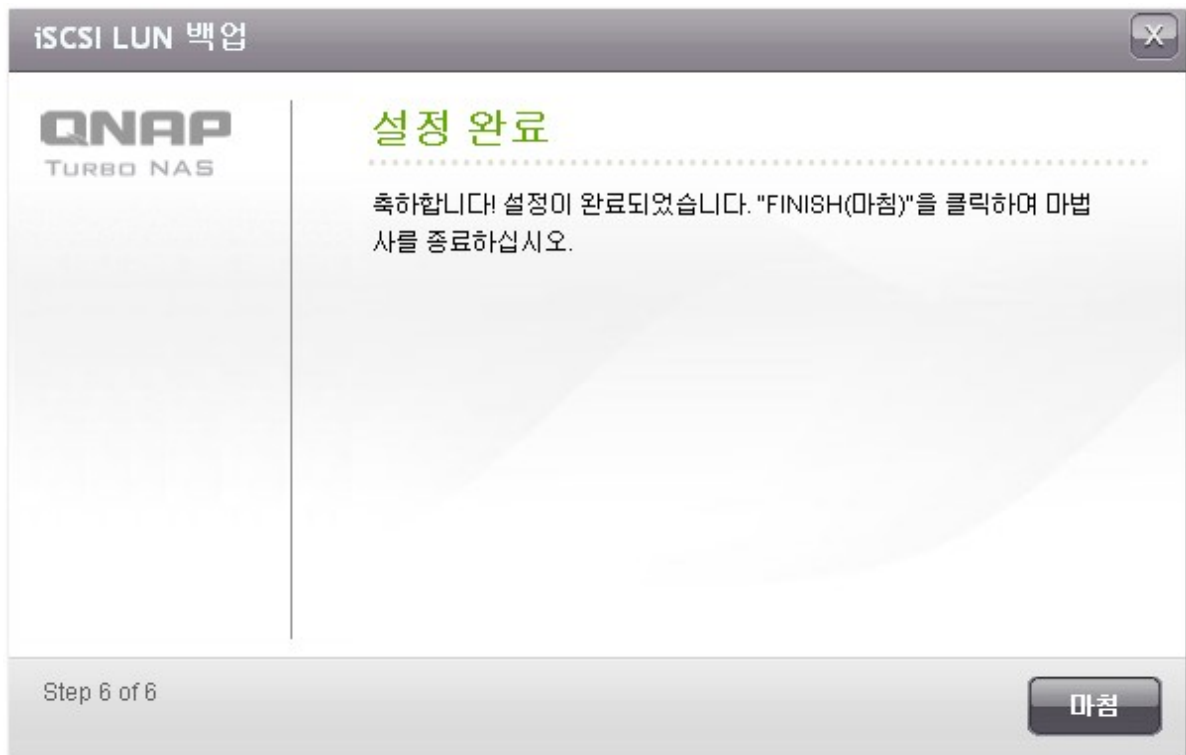 iSCSI LUN 백업
X
QNAP
TURBO NAS
설정 완료
축하합니다! 설정이 완료되었습니다. "FINISH(마침)"을 클릭하여 마법
사를 종료하십시오.
Step 6 of 6
마침